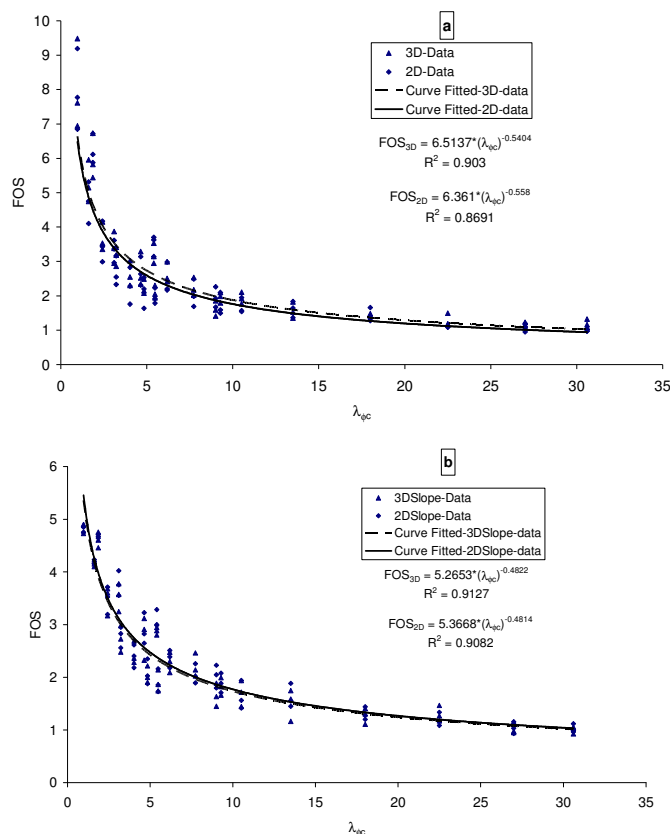 a
3D-Data
2D-Data
Curve Fitted-3D-data
Curve Fitted-2D-data
FOS₃D = 6.5137*(λφc)^-0.5404
R² = 0.903
FOS₂D = 6.361*(λφc)^-0.558
R² = 0.8691
10
9
8
7
6
5
4
3
2
1
0
FOS
0 5 10 15 20 25 30 35
λφc
b
3DSlope-Data
2DSlope-Data
Curve Fitted-3DSlope-data
Curve Fitted-2DSlope-data
FOS₃D = 5.2653*(λφc)^-0.4822
R² = 0.9127
FOS₂D = 5.3668*(λφc)^-0.4814
R² = 0.9082
6
5
4
3
2
1
0
FOS
0 5 10 15 20 25 30 35
λφc